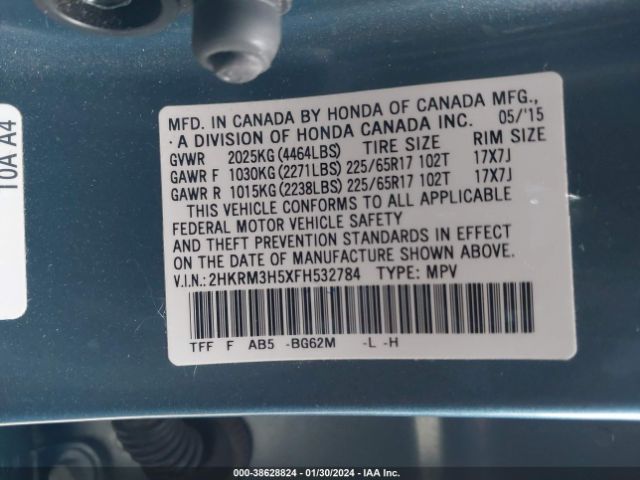 MFD. IN CANADA BY HONDA OF CANADA MFG.,
· A DIVISION OF HONDA CANADA INC. 05/'15
GVWR 2025KG(4464LBS) TIRE SIZE RIM SIZE
GAWR F 1030KG(2271LBS) 225/65R17 102T 17X7J
GAWR R 1015KG(2238LBS) 225/65R17 102T 17X7J
THIS VEHICLE CONFORMS TO ALL APPLICABLE
FEDERAL MOTOR VEHICLE SAFETY
AND THEFT PREVENTION STANDARDS IN EFFECT
ON THE DATE OF MANUFACTURE SHOWN ABOVE.
V.I.N.: 2HKRM3H5XFH532784 TYPE: MPV
TFF F AB5 -BG62M -L -H
10A A4
000-38628824 - 01/30/2024 - IAA Inc.